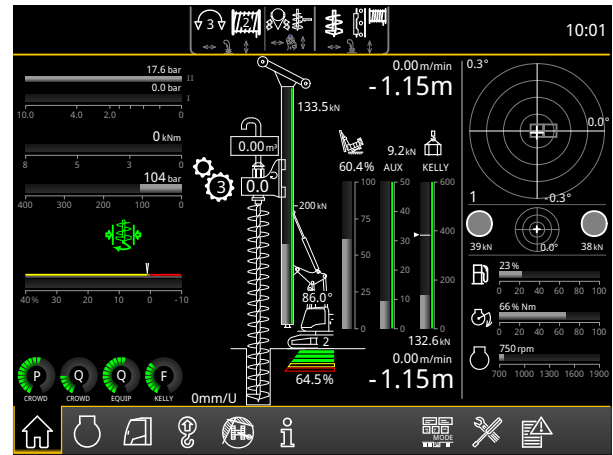 3 2 10:01
17.6 bar
II
0.0 bar
I
10.0 4.0 2.0 0
0 kNm
8 5 3 0
104 bar
400 300 200 100 0
40 % 30 20 10 0 -10
P Q Q F
CROWD CROWD EQUIP KELLY
0.00 m/min
-1.15m
133.5 kN
0.00 m³
3
0.0
200 kN
86.0°
2
64.5%
0mm/U
9.2 kN
60.4% AUX KELLY
100 50 600
75 40
400
50 30
20
200
25 10
0 0 0
132.6 kN
0.00 m/min
-1.15m
0.3°
0.0°
-0.3°
1
39 kN 0.0° 38 kN
23 %
0 20 40 60 80 100
66 % Nm
0 20 40 60 80 100
750 rpm
700 1000 1300 1600 1900
H
i
MODE